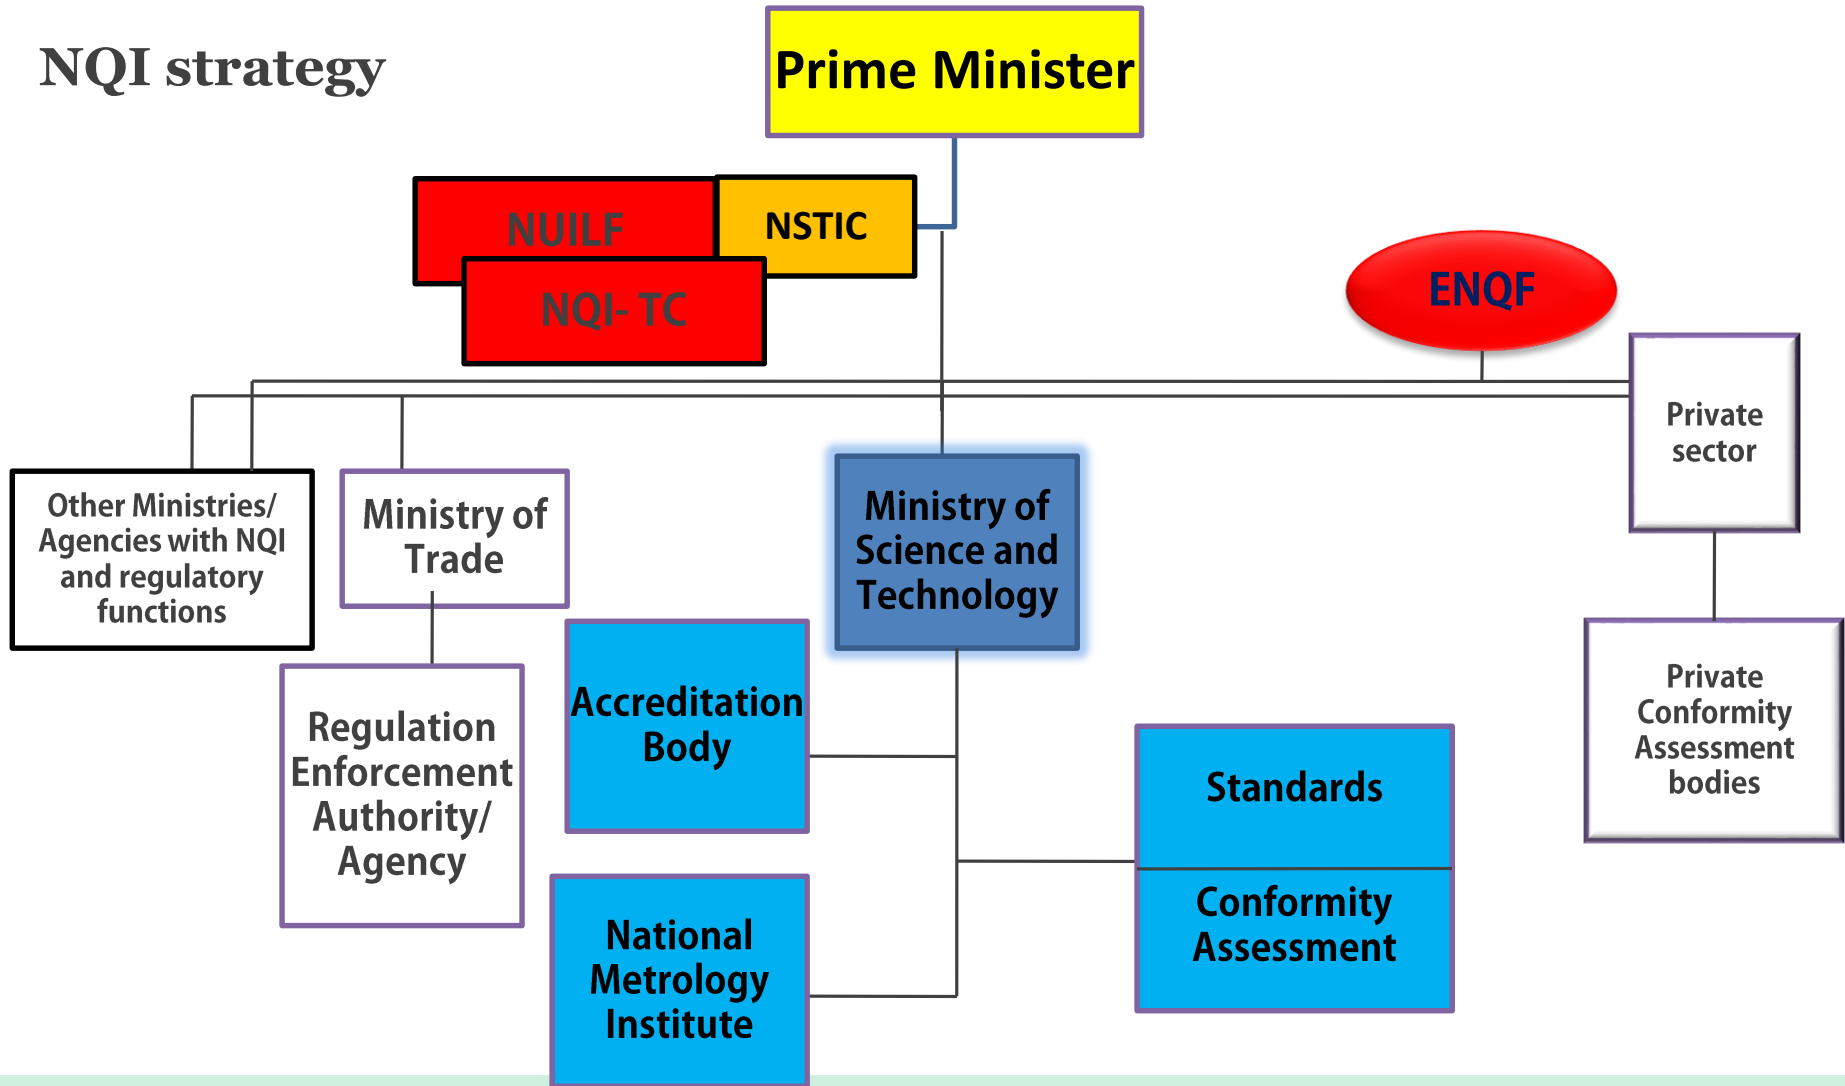 NQI strategy
Prime Minister
NUILF
NSTIC
NQI- TC
ENQF
Private
sector
Other Ministries/
Agencies with NQI
and regulatory
functions
Ministry of
Trade
Ministry of
Science and
Technology
Regulation
Enforcement
Authority/
Agency
Accreditation
Body
National
Metrology
Institute
Standards
Conformity
Assessment
Private
Conformity
Assessment
bodies